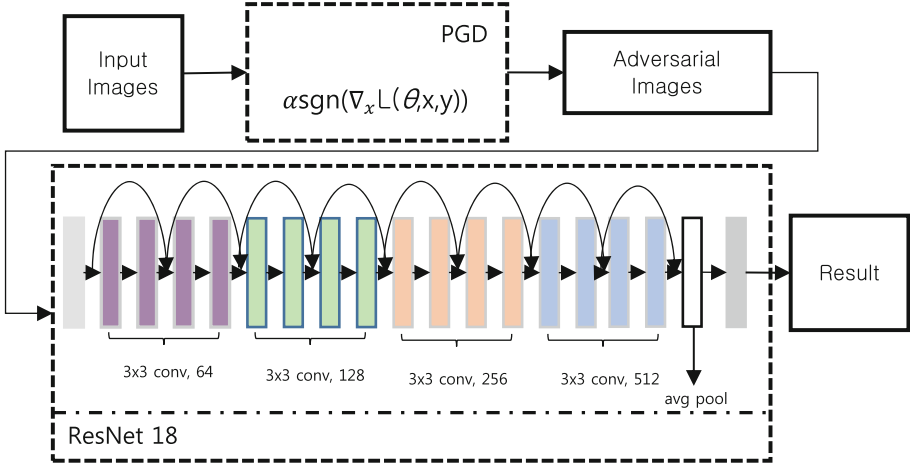 Input
Images
PGD
αsgn(∇ₓL(θ,x,y))
Adversarial
Images
Result
3x3 conv, 64
3x3 conv, 128
3x3 conv, 256
3x3 conv, 512
avg pool
ResNet 18